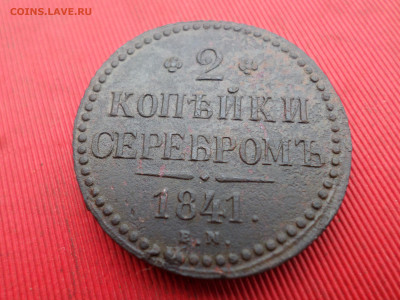 COINS.LAVE.RU
2
КОПѢЙКИ
СЕРЕБРОМЪ
1841.